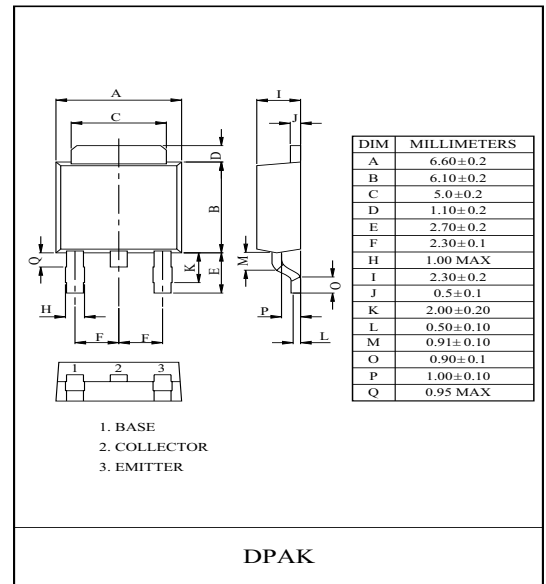 A
C
D
B
Q
K
E
H
F F
I
J
M
O
P
L
1 2 3
1. BASE
2. COLLECTOR
3. EMITTER
DIM MILLIMETERS
A 6.60±0.2
B 6.10±0.2
C 5.0±0.2
D 1.10±0.2
E 2.70±0.2
F 2.30±0.1
H 1.00 MAX
I 2.30±0.2
J 0.5±0.1
K 2.00±0.20
L 0.50±0.10
M 0.91±0.10
O 0.90±0.1
P 1.00±0.10
Q 0.95 MAX
DPAK